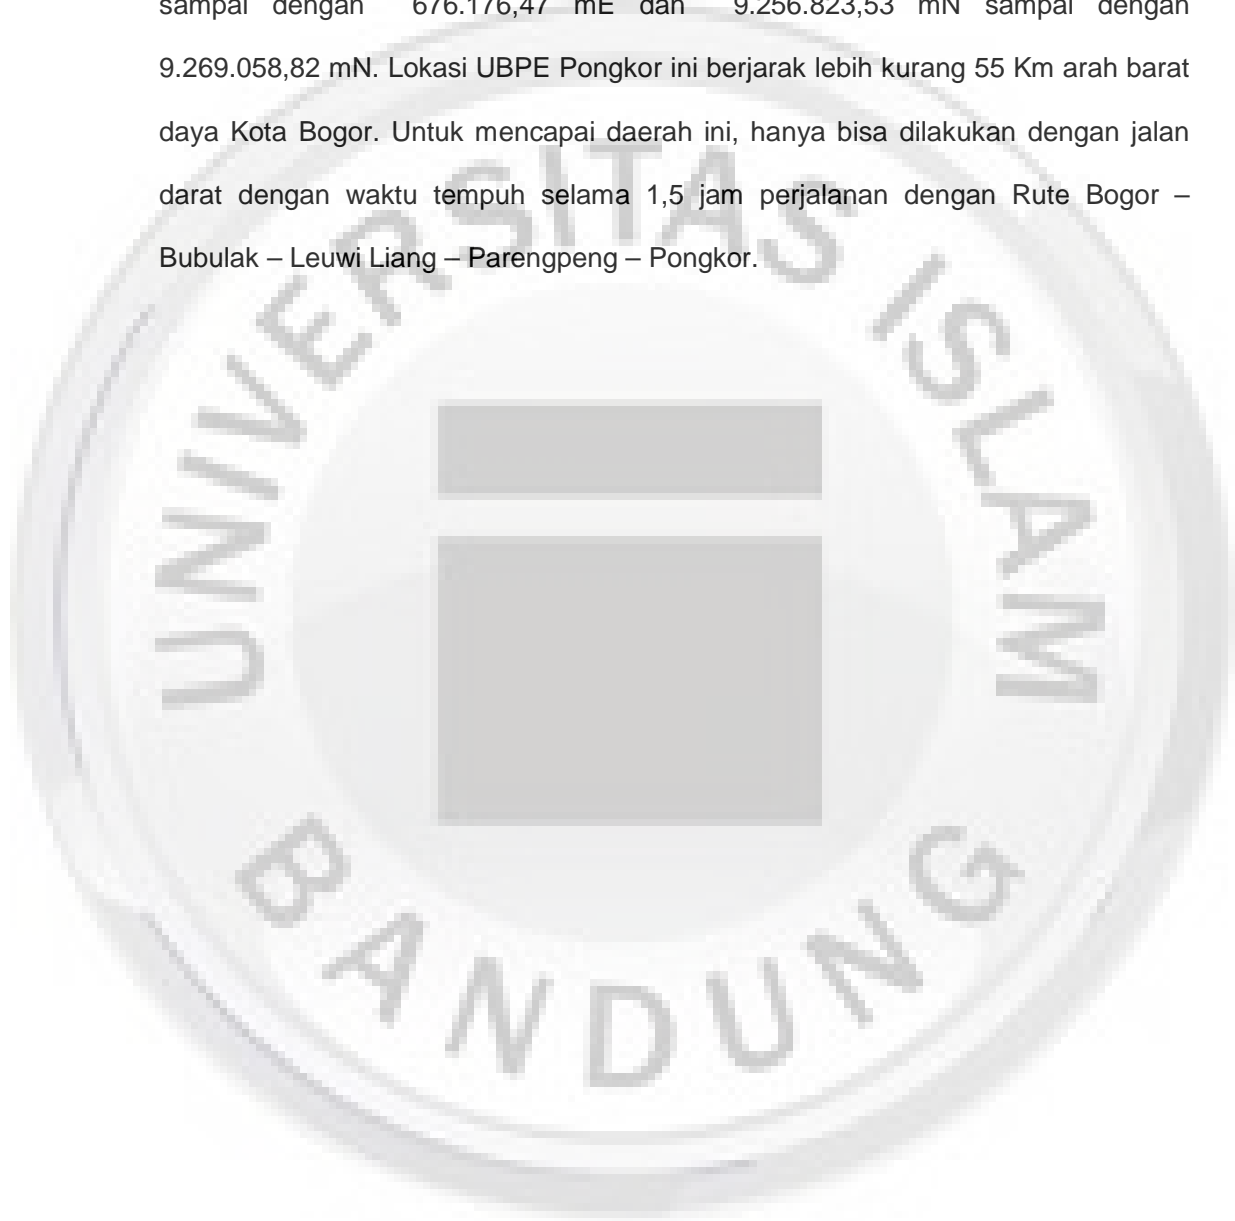 sampai dengan 676.176,47 mE dan 9.256.823,53 mN sampai dengan
9.269.058,82 mN. Lokasi UBPE Pongkor ini berjarak lebih kurang 55 Km arah barat
daya Kota Bogor. Untuk mencapai daerah ini, hanya bisa dilakukan dengan jalan
darat dengan waktu tempuh selama 1,5 jam perjalanan dengan Rute Bogor –
Bubulak – Leuwi Liang – Parengpeng – Pongkor.
UNIVERSITAS ISLAM
BANDUNG